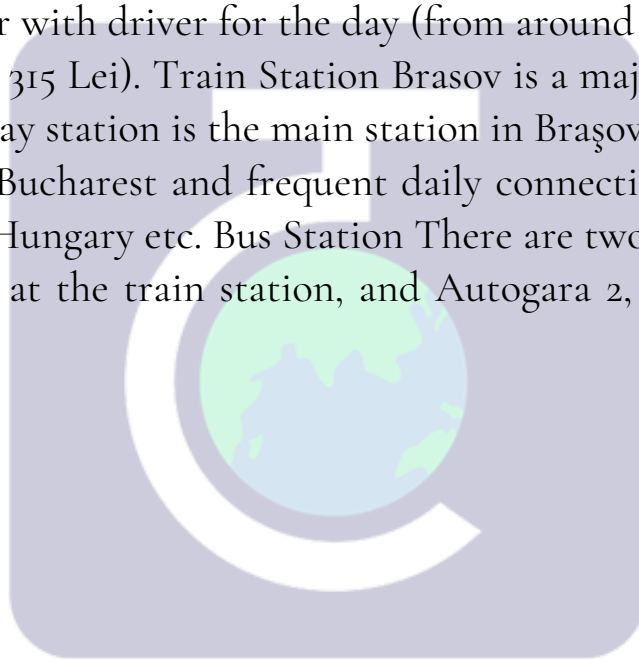 r with driver for the day (from around
315 Lei). Train Station Brasov is a maj
ay station is the main station in Braşov
Bucharest and frequent daily connecti
Hungary etc. Bus Station There are two
at the train station, and Autogara 2,